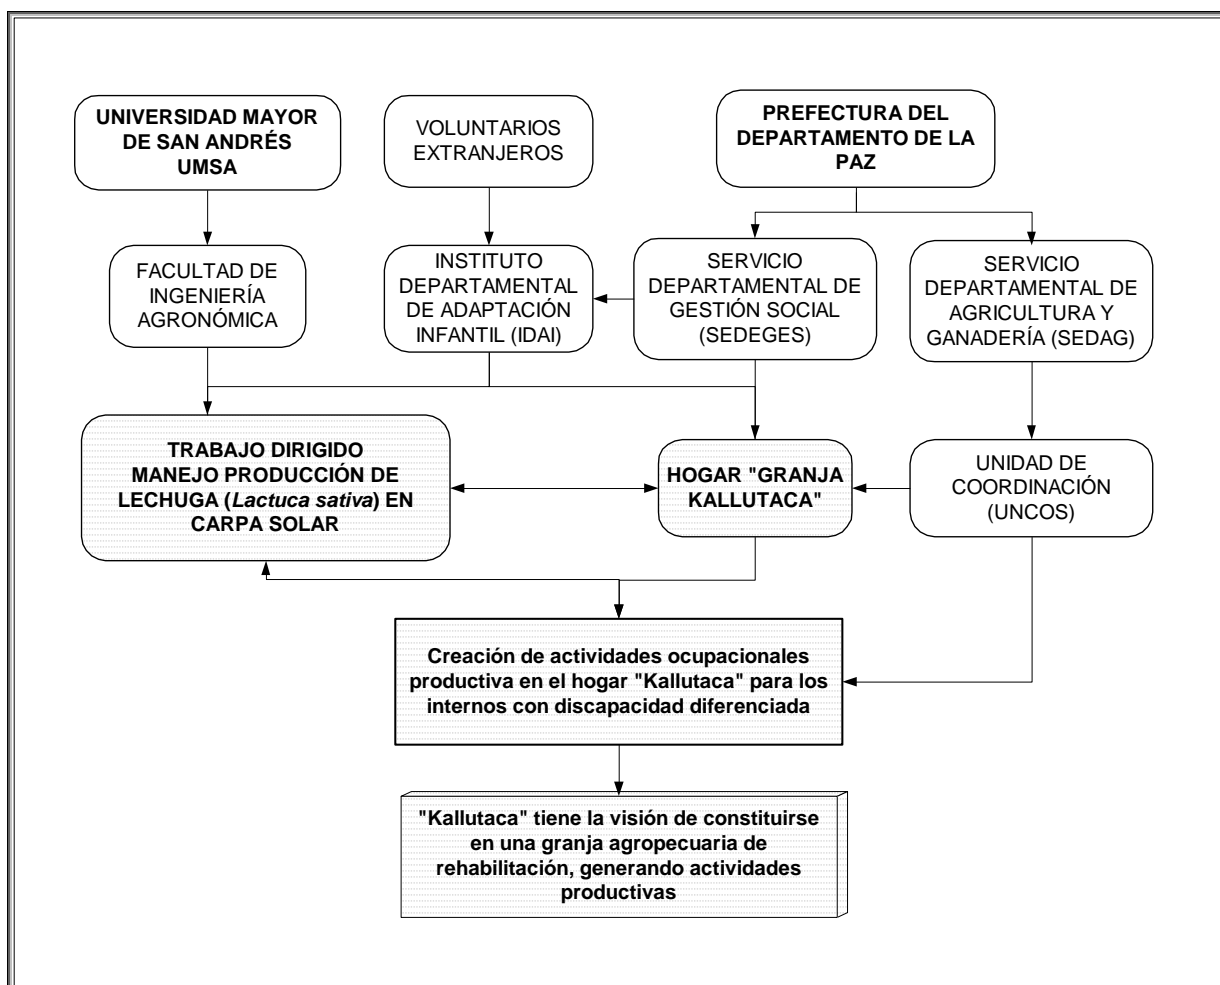 UNIVERSIDAD MAYOR
DE SAN ANDRÉS
UMSA
VOLUNTARIOS
EXTRANJEROS
PREFECTURA DEL
DEPARTAMENTO DE LA
PAZ
FACULTAD DE
INGENIERÍA
AGRONÓMICA
INSTITUTO
DEPARTAMENTAL
DE ADAPTACIÓN
INFANTIL (IDAI)
SERVICIO
DEPARTAMENTAL DE
GESTIÓN SOCIAL
(SEDEGES)
SERVICIO
DEPARTAMENTAL DE
AGRICULTURA Y
GANADERÍA (SEDAG)
TRABAJO DIRIGIDO
MANEJO PRODUCCIÓN DE
LECHUGA (Lactuca sativa) EN
CARPA SOLAR
HOGAR "GRANJA
KALLUTACA"
UNIDAD DE
COORDINACIÓN
(UNCOS)
Creación de actividades ocupacionales
productiva en el hogar "Kallutaca" para los
internos con discapacidad diferenciada
"Kallutaca" tiene la visión de constituirse
en una granja agropecuaria de
rehabilitación, generando actividades
productivas